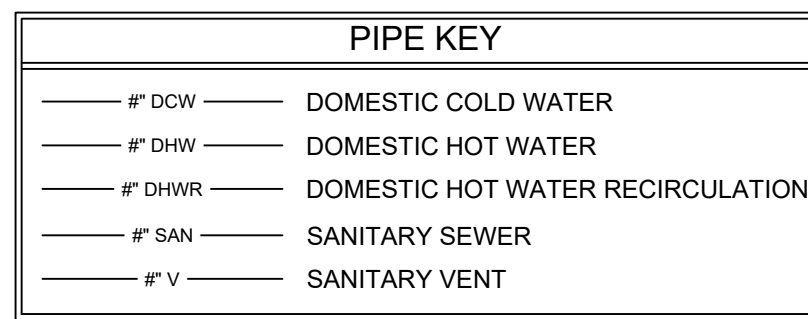 PIPE KEY
#" DCW DOMESTIC COLD WATER
#" DHW DOMESTIC HOT WATER
#" DHWR DOMESTIC HOT WATER RECIRCULATION
#" SAN SANITARY SEWER
#" V SANITARY VENT